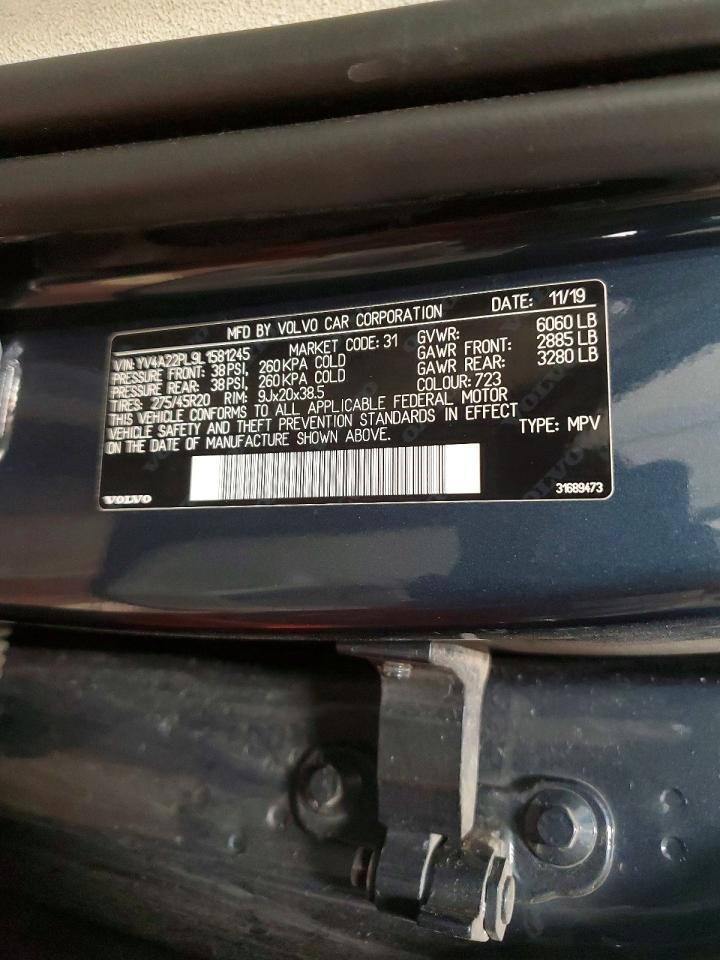 MFD BY VOLVO CAR CORPORATION DATE: 11/19
VIN: YV4A22PL9L1581245 MARKET CODE: 31 GVWR: 6060 LB
PRESSURE FRONT: 38PSI, 260KPA COLD GAWR FRONT: 2885 LB
PRESSURE REAR: 38PSI, 260KPA COLD GAWR REAR: 3280 LB
TIRES: 275/45R20 RIM: 9Jx20x38.5 COLOUR: 723
THIS VEHICLE CONFORMS TO ALL APPLICABLE FEDERAL MOTOR
VEHICLE SAFETY AND THEFT PREVENTION STANDARDS IN EFFECT
ON THE DATE OF MANUFACTURE SHOWN ABOVE. TYPE: MPV
VOLVO 31689473